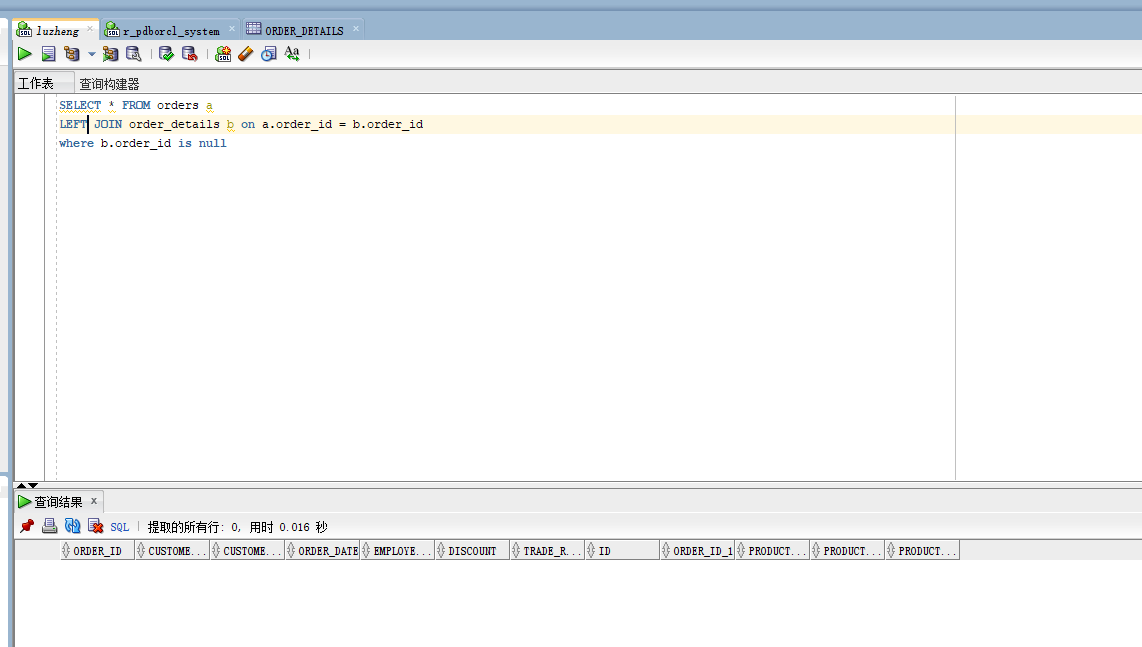 luzheng r_pdborcl_system ORDER_DETAILS
工作表 查询构建器
SELECT * FROM orders a
LEFT JOIN order_details b on a.order_id = b.order_id
where b.order_id is null
查询结果 x
SQL | 提取的所有行: 0, 用时 0.016 秒
ORDER_ID CUSTOME... CUSTOME... ORDER_DATE EMPLOYE... DISCOUNT TRADE_R... ID ORDER_ID_1 PRODUCT... PRODUCT... PRODUCT...